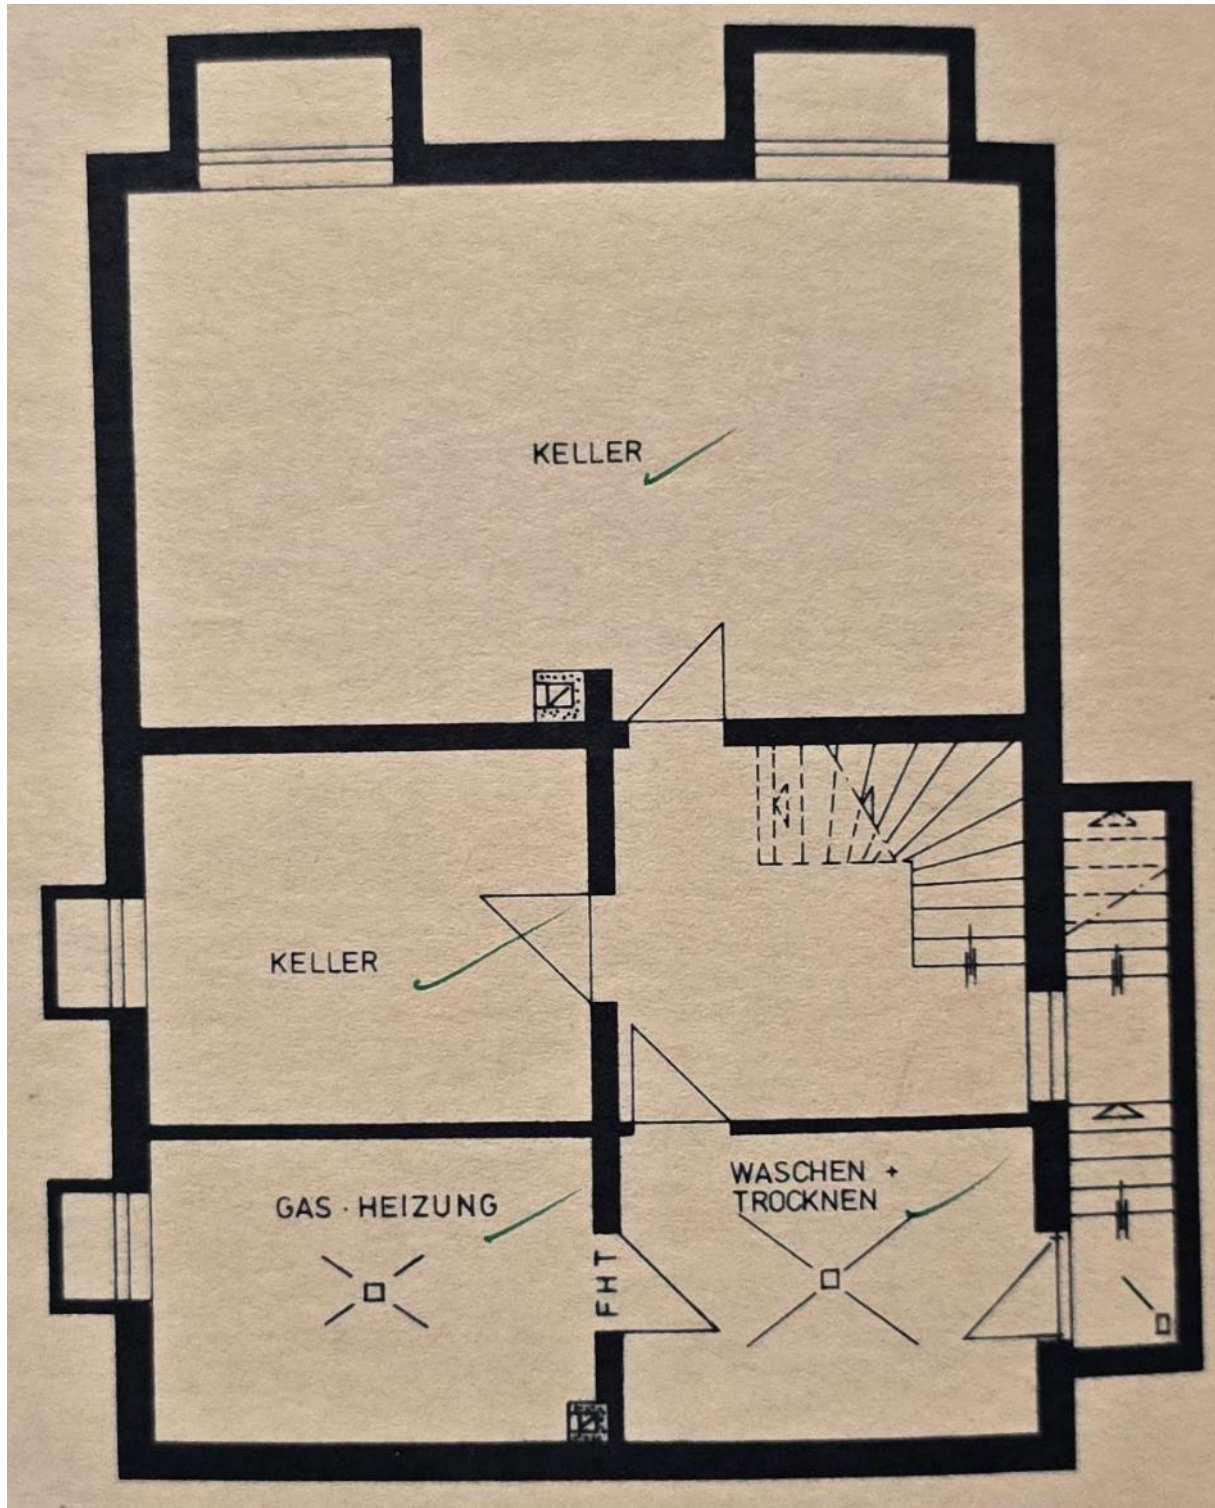 KELLER
KELLER
GAS · HEIZUNG
WASCHEN +
TROCKNEN
FHT